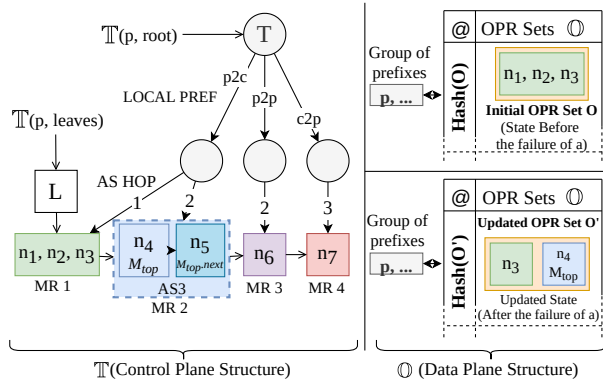 𝕋(p, root)
T
p2c
LOCAL PREF
p2p
c2p
𝕋(p, leaves)
L
AS HOP
1
2
2
3
n1, n2, n3
n4
Mtop
n5
Mtop.next
n6
n7
AS3
MR 1
MR 2
MR 3
MR 4
𝕋(Control Plane Structure)
Group of
prefixes
p, ...
@
OPR Sets 𝕆
Hash(O)
n1, n2, n3
Initial OPR Set O
(State Before
the failure of a)
Group of
prefixes
p, ...
@
OPR Sets 𝕆
Hash(O')
Updated OPR Set O'
n3
n4
Mtop
Updated State
(After the failure of a)
𝕆 (Data Plane Structure)